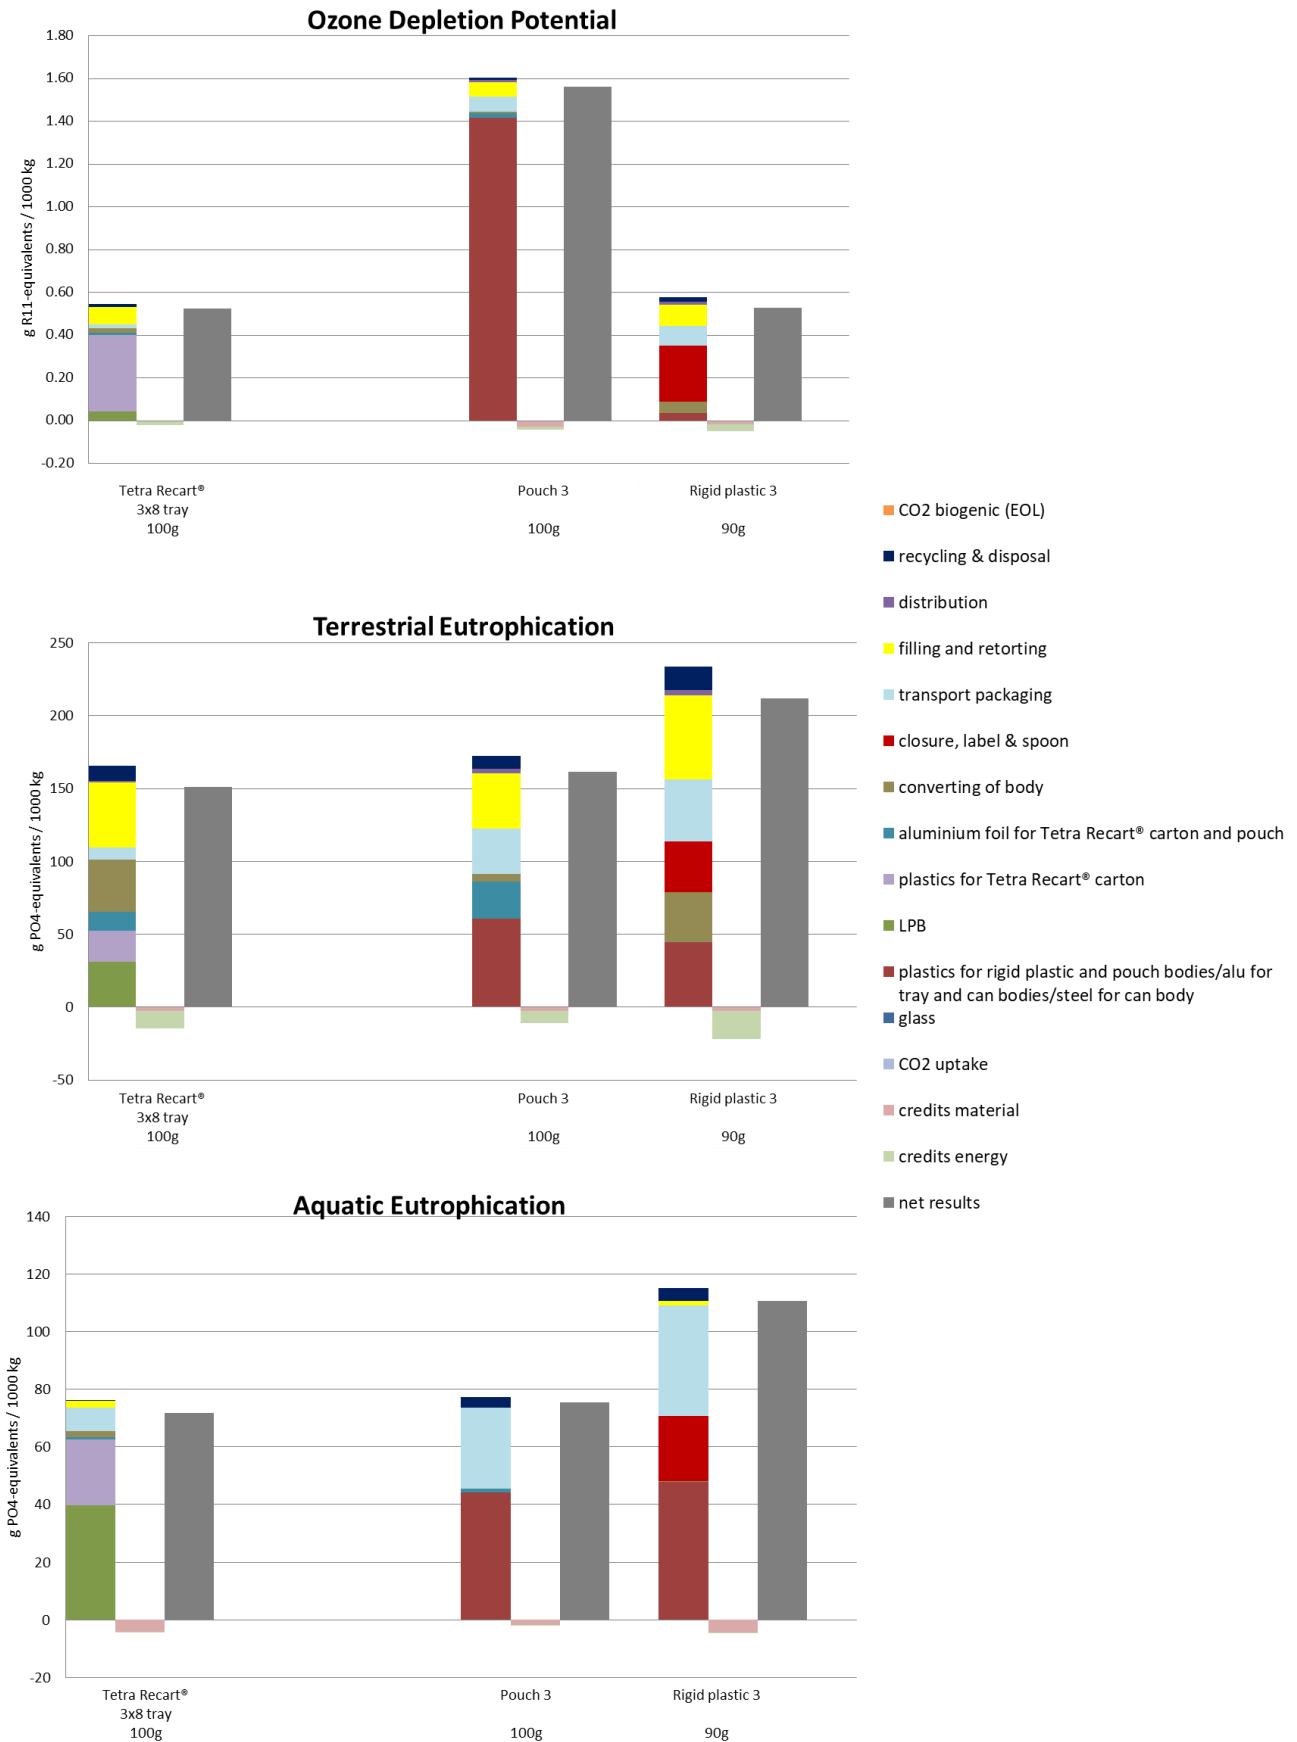 Ozone Depletion Potential
g R11-equivalents / 1000 kg
1.80
1.60
1.40
1.20
1.00
0.80
0.60
0.40
0.20
0.00
-0.20
Tetra Recart®
3x8 tray
100g
Pouch 3
100g
Rigid plastic 3
90g
Terrestrial Eutrophication
g PO4-equivalents / 1000 kg
250
200
150
100
50
0
-50
Tetra Recart®
3x8 tray
100g
Pouch 3
100g
Rigid plastic 3
90g
Aquatic Eutrophication
g PO4-equivalents / 1000 kg
140
120
100
80
60
40
20
0
-20
Tetra Recart®
3x8 tray
100g
Pouch 3
100g
Rigid plastic 3
90g
CO2 biogenic (EOL)
recycling & disposal
distribution
filling and retorting
transport packaging
closure, label & spoon
converting of body
aluminium foil for Tetra Recart® carton and pouch
plastics for Tetra Recart® carton
LPB
plastics for rigid plastic and pouch bodies/alu for
tray and can bodies/steel for can body
glass
CO2 uptake
credits material
credits energy
net results